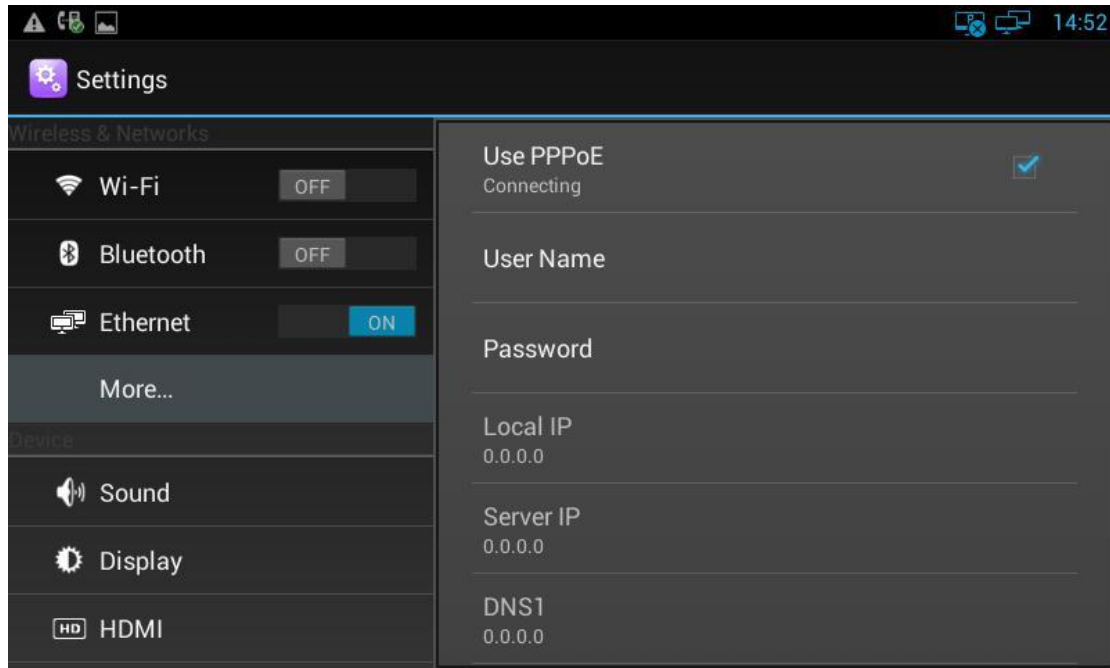 14:52
Settings
Wireless & Networks
Wi-Fi OFF
Bluetooth OFF
Ethernet ON
More...
Device
Sound
Display
HD HDMI
Use PPPoE
Connecting
User Name
Password
Local IP
0.0.0.0
Server IP
0.0.0.0
DNS1
0.0.0.0